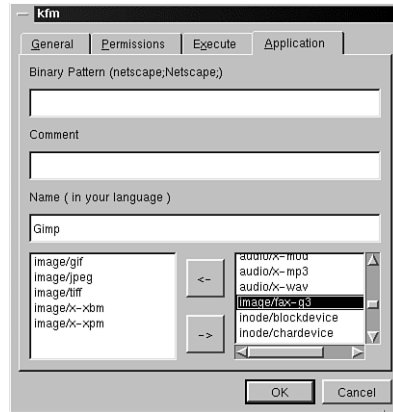 kfm
General Permissions Execute Application
Binary Pattern (netscape;Netscape;)
Comment
Name ( in your language )
Gimp
image/gif
image/jpeg
image/tiff
image/x-xbm
image/x-xpm
<-
->
audio/x-mod
audio/x-mp3
audio/x-wav
image/fax-g3
inode/blockdevice
inode/chardevice
OK Cancel